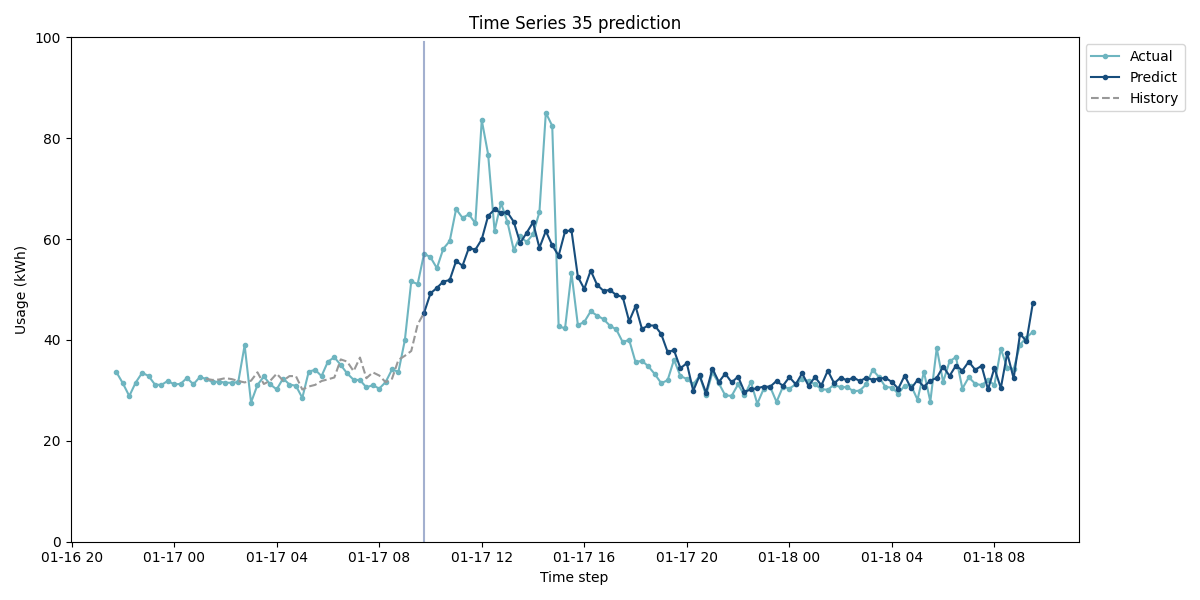 Time Series 35 prediction
100
80
60
40
20
0
Usage (kWh)
01-16 20
01-17 00
01-17 04
01-17 08
01-17 12
01-17 16
01-17 20
01-18 00
01-18 04
01-18 08
Time step
Actual
Predict
History